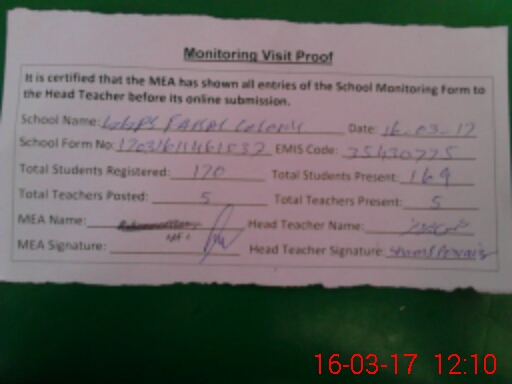 Monitoring Visit Proof
It is certified that the MEA has shown all entries of the School Monitoring Form to
the Head Teacher before its online submission.
School Name: Colony Date: 16-03-17
School Form No: EMIS Code: 35430775
Total Students Registered: 170 Total Students Present: 169
Total Teachers Posted: 5 Total Teachers Present: 5
MEA Name: Head Teacher Name:
MEA Signature: Head Teacher Signature:
16-03-17 12:10